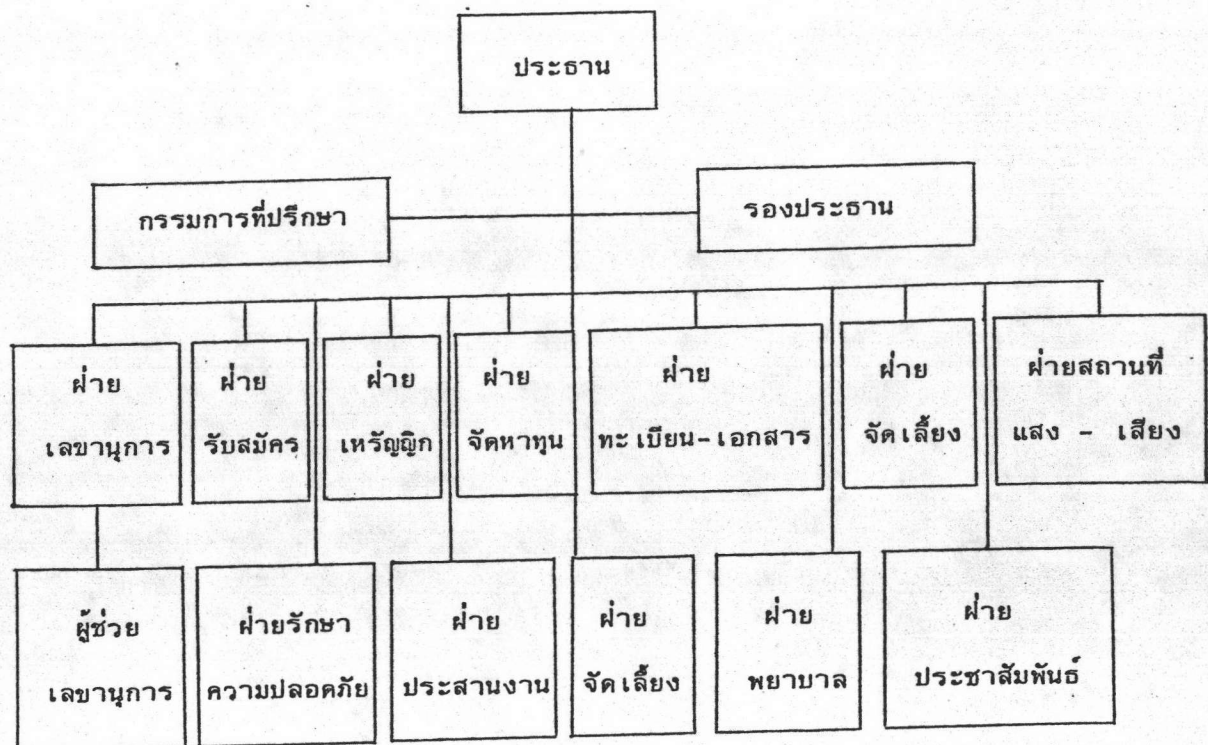 ประธาน
กรรมการที่ปรึกษา
รองประธาน
ฝ่าย
เลขานุการ
ฝ่าย
รับสมัคร
ฝ่าย
เหรัญญิก
ฝ่าย
จัดหาทุน
ฝ่าย
ทะเบียน-เอกสาร
ฝ่าย
จัดเลี้ยง
ฝ่ายสถานที่
แสง - เสียง
ผู้ช่วย
เลขานุการ
ฝ่ายรักษา
ความปลอดภัย
ฝ่าย
ประสานงาน
ฝ่าย
จัดเลี้ยง
ฝ่าย
พยาบาล
ฝ่าย
ประชาสัมพันธ์